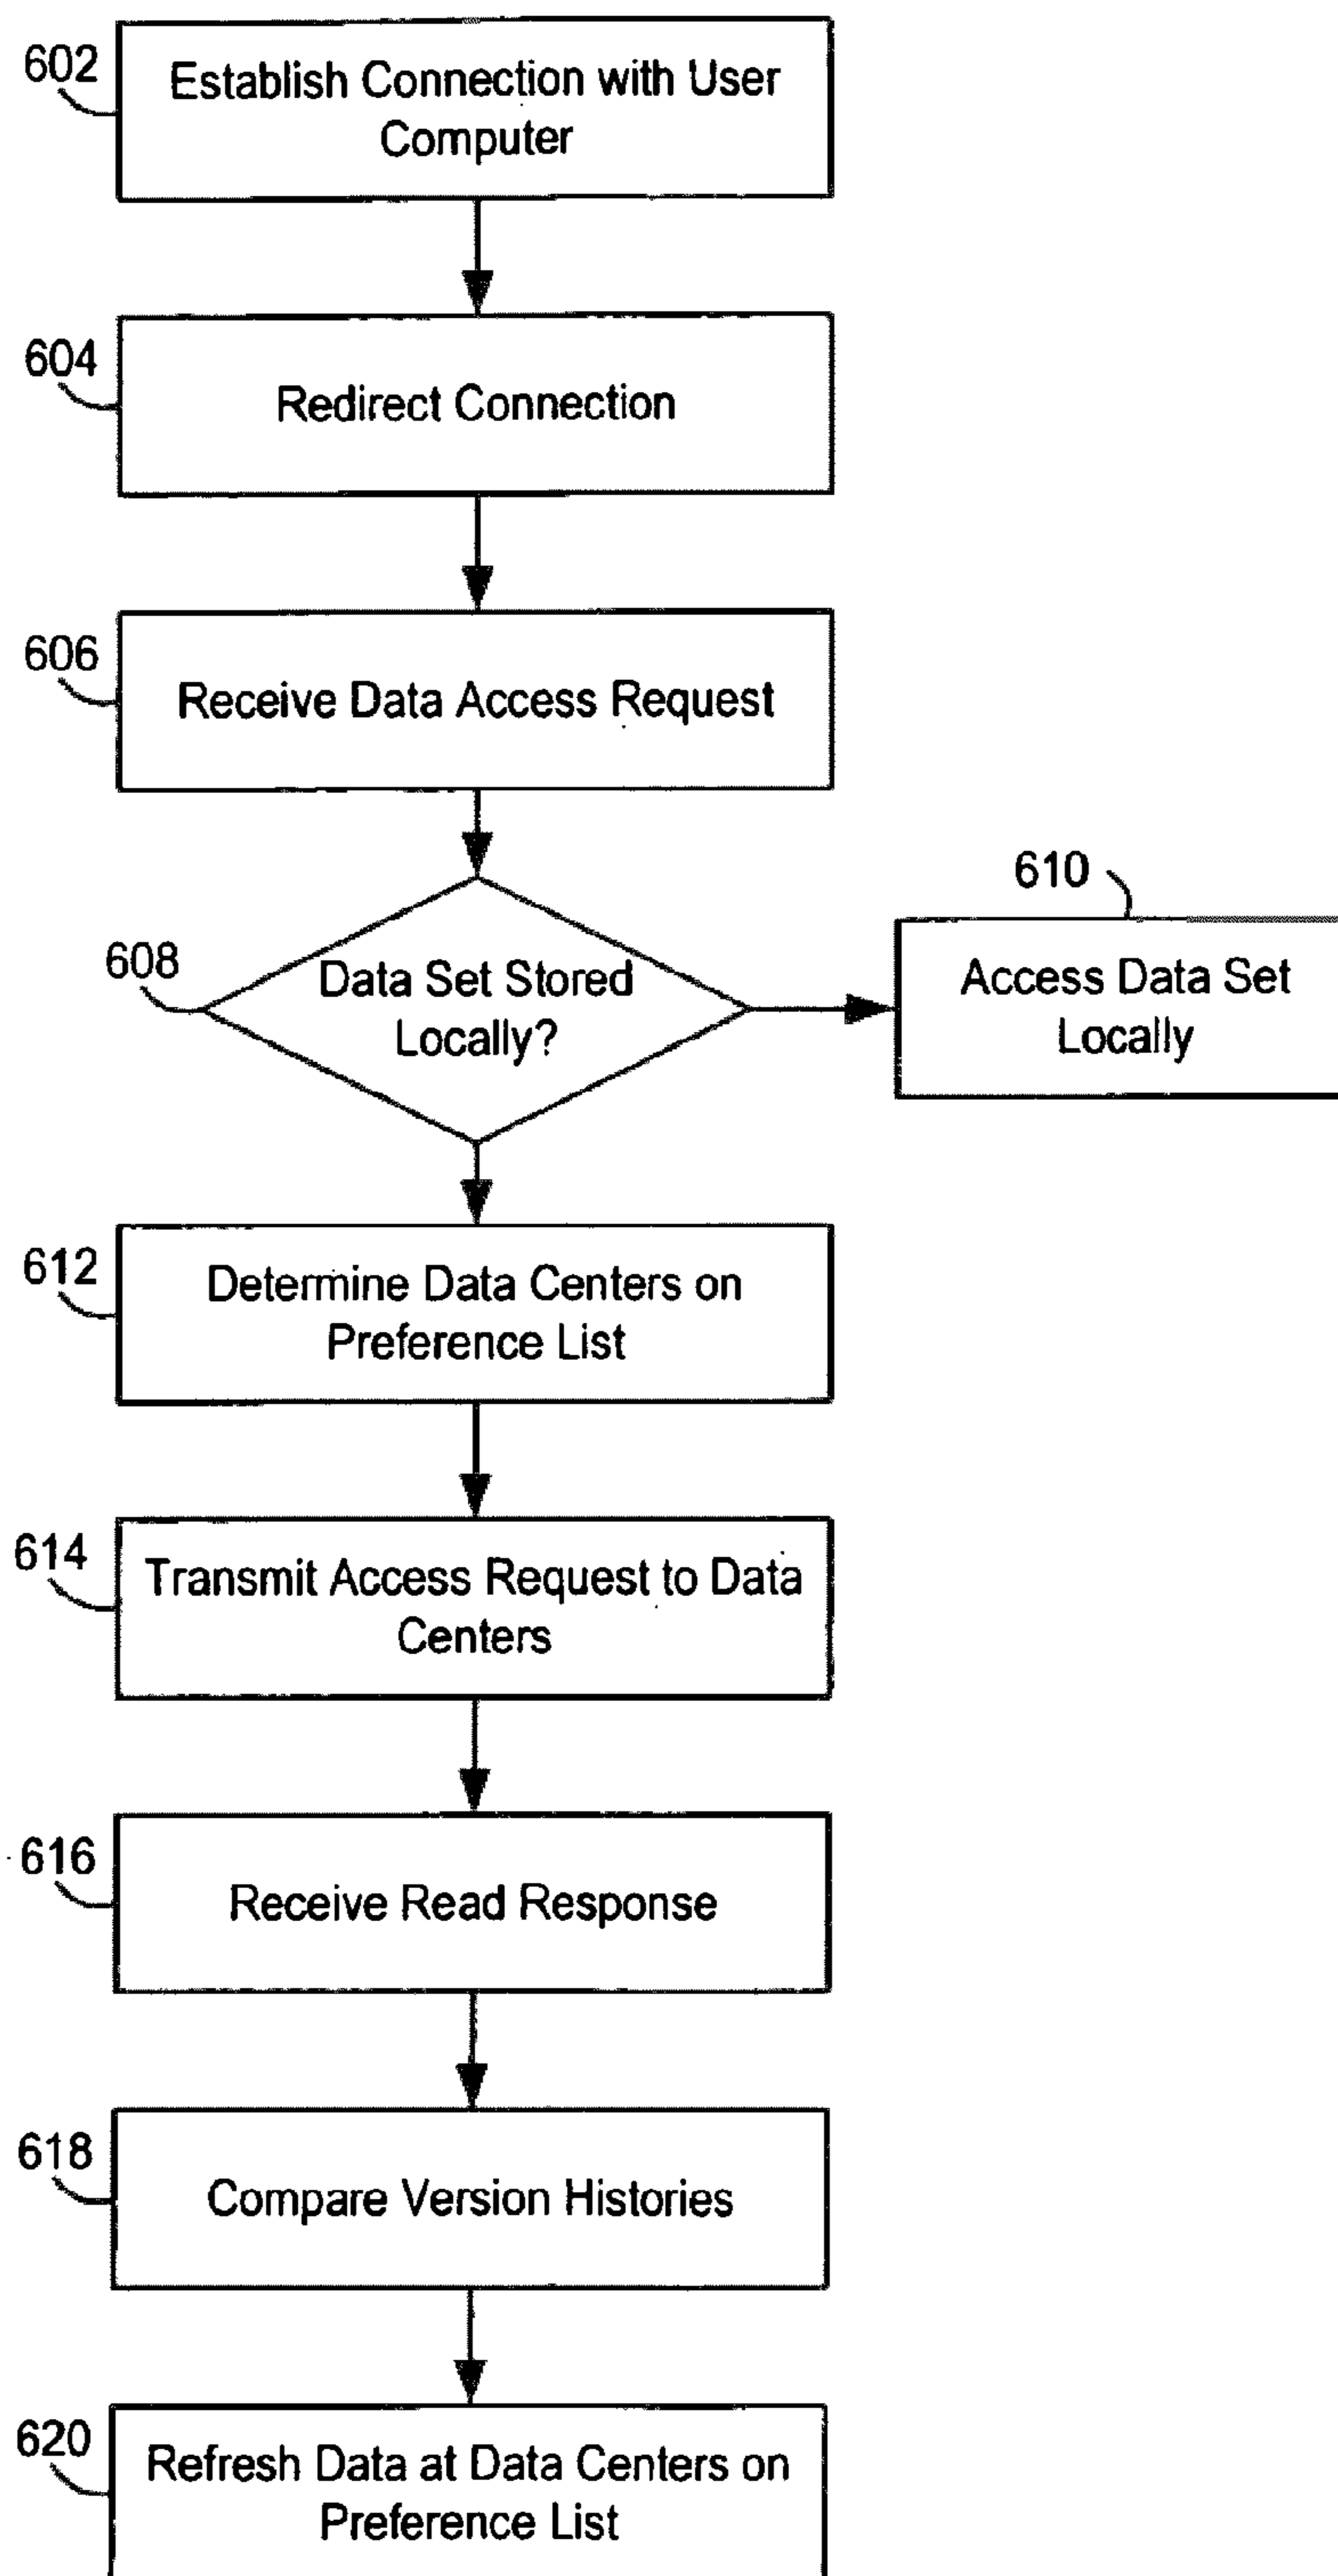 602
Establish Connection with User
Computer
604
Redirect Connection
606
Receive Data Access Request
608
Data Set Stored
Locally?
610
Access Data Set
Locally
612
Determine Data Centers on
Preference List
614
Transmit Access Request to Data
Centers
616
Receive Read Response
618
Compare Version Histories
620
Refresh Data at Data Centers on
Preference List